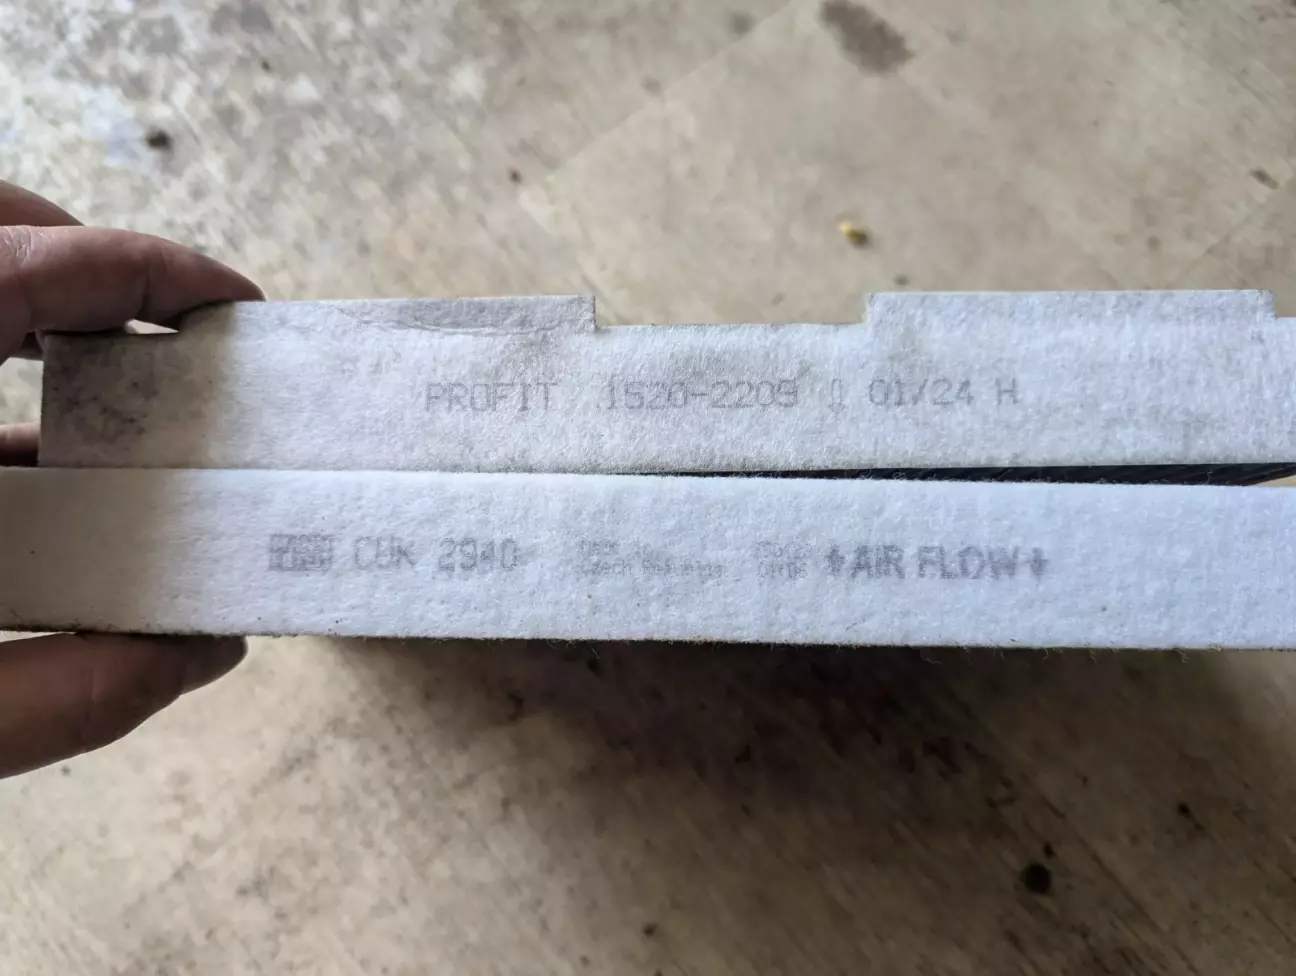 PROFIT 1520-2209 ⇩ 01/24 H
CUK 2940 AIR FLOW